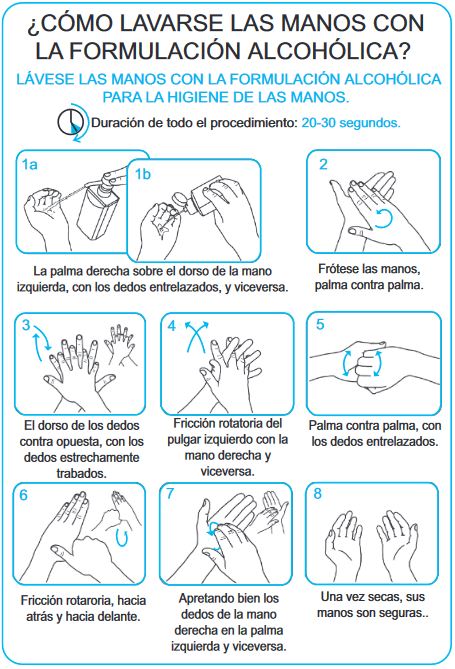 ¿CÓMO LAVARSE LAS MANOS CON
LA FORMULACIÓN ALCOHÓLICA?
LÁVESE LAS MANOS CON LA FORMULACIÓN ALCOHÓLICA
PARA LA HIGIENE DE LAS MANOS.
Duración de todo el procedimiento: 20-30 segundos.
1a
1b
La palma derecha sobre el dorso de la mano
izquierda, con los dedos entrelazados, y viceversa.
2
Frótese las manos,
palma contra palma.
3
El dorso de los dedos
contra opuesta, con los
dedos estrechamente
trabados.
4
Fricción rotatoria del
pulgar izquierdo con la
mano derecha y
viceversa.
5
Palma contra palma, con
los dedos entrelazados.
6
Fricción rotaroria, hacia
atrás y hacia delante.
7
Apretando bien los
dedos de la mano
derecha en la palma
izquierda y viceversa.
8
Una vez secas, sus
manos son seguras..